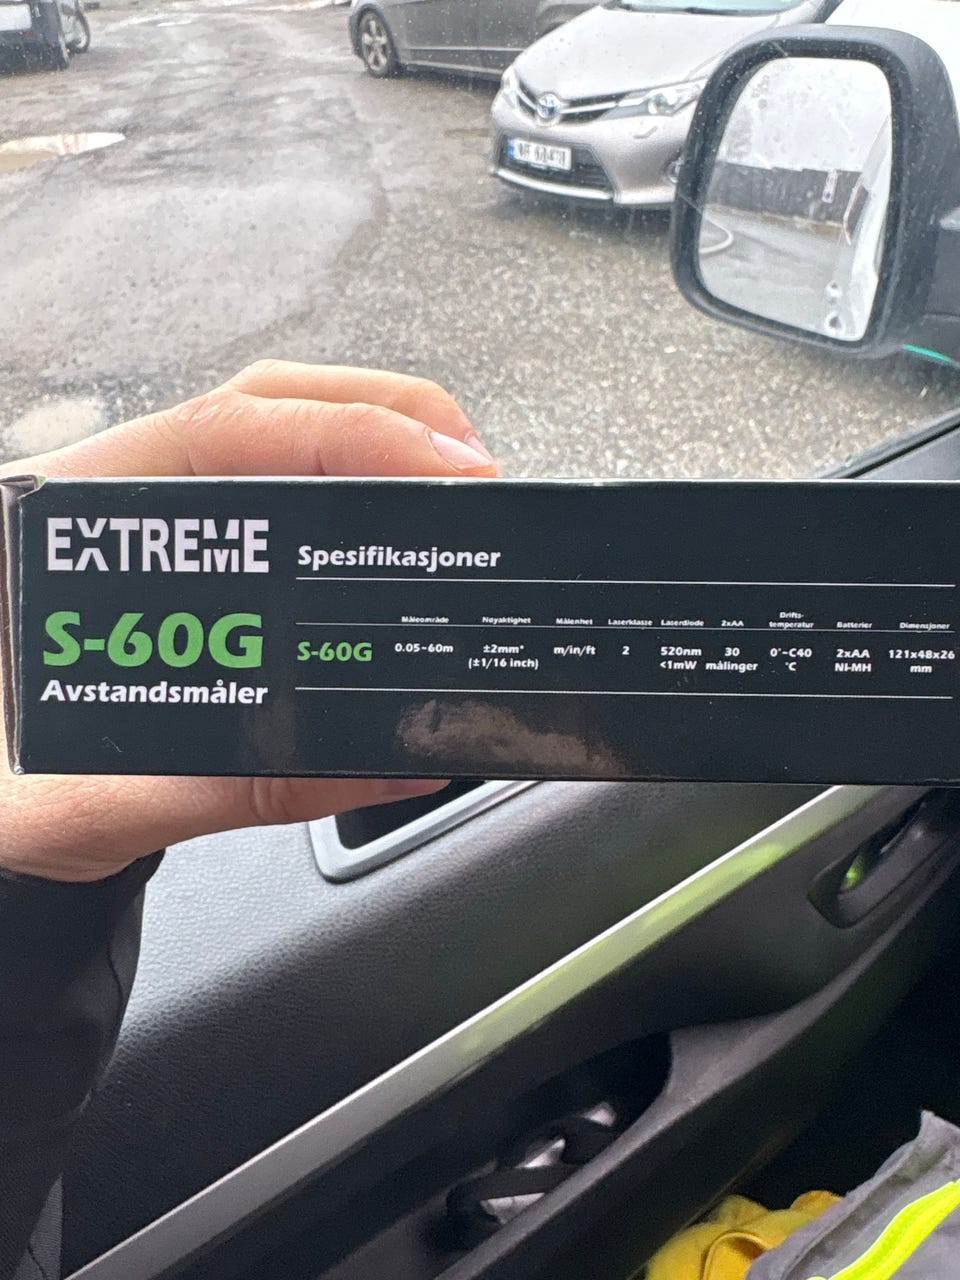 EXTREME
S-60G
Avstandsmåler
Spesifikasjoner
Måleområde Nøyaktighet Målenhet Laserklasse Laserdiode 2xAA Drifts-temperatur Batterier Dimensjoner
S-60G 0.05~60m ±2mm* m/in/ft 2 520nm 30 0°~C40 2xAA 121x48x26
(±1/16 inch) <1mW målinger °C NI-MH mm